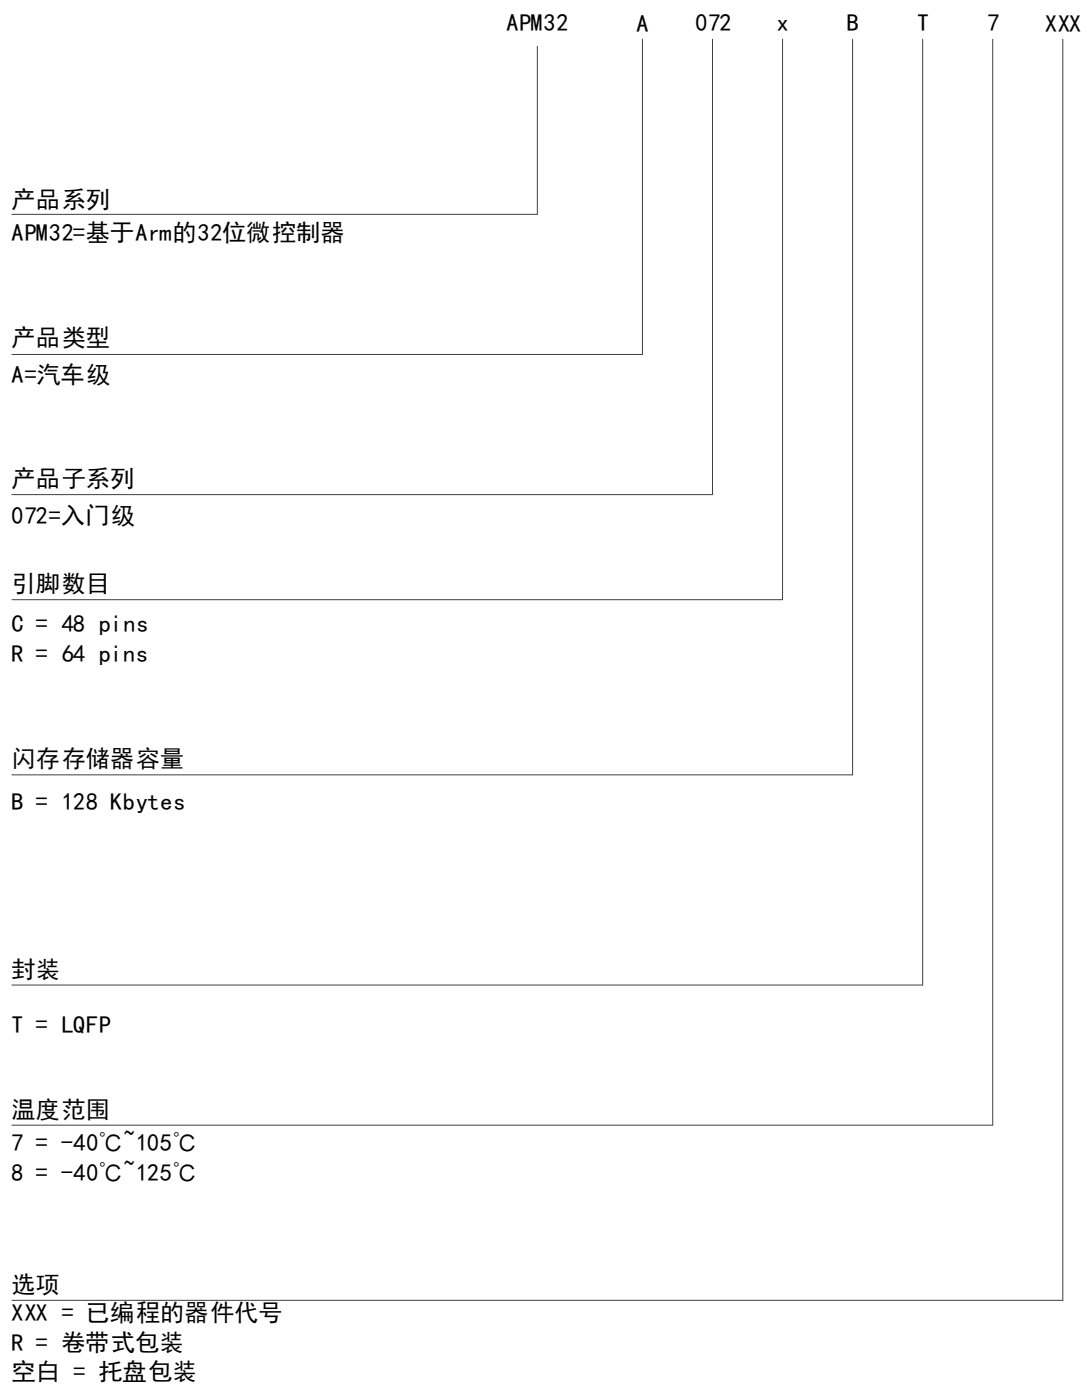 APM32 A 072 x B T 7 XXX
产品系列
APM32=基于Arm的32位微控制器
产品类型
A=汽车级
产品子系列
072=入门级
引脚数目
C = 48 pins
R = 64 pins
闪存存储器容量
B = 128 Kbytes
封装
T = LQFP
温度范围
7 = -40℃~105℃
8 = -40℃~125℃
选项
XXX = 已编程的器件代号
R = 卷带式包装
空白 = 托盘包装